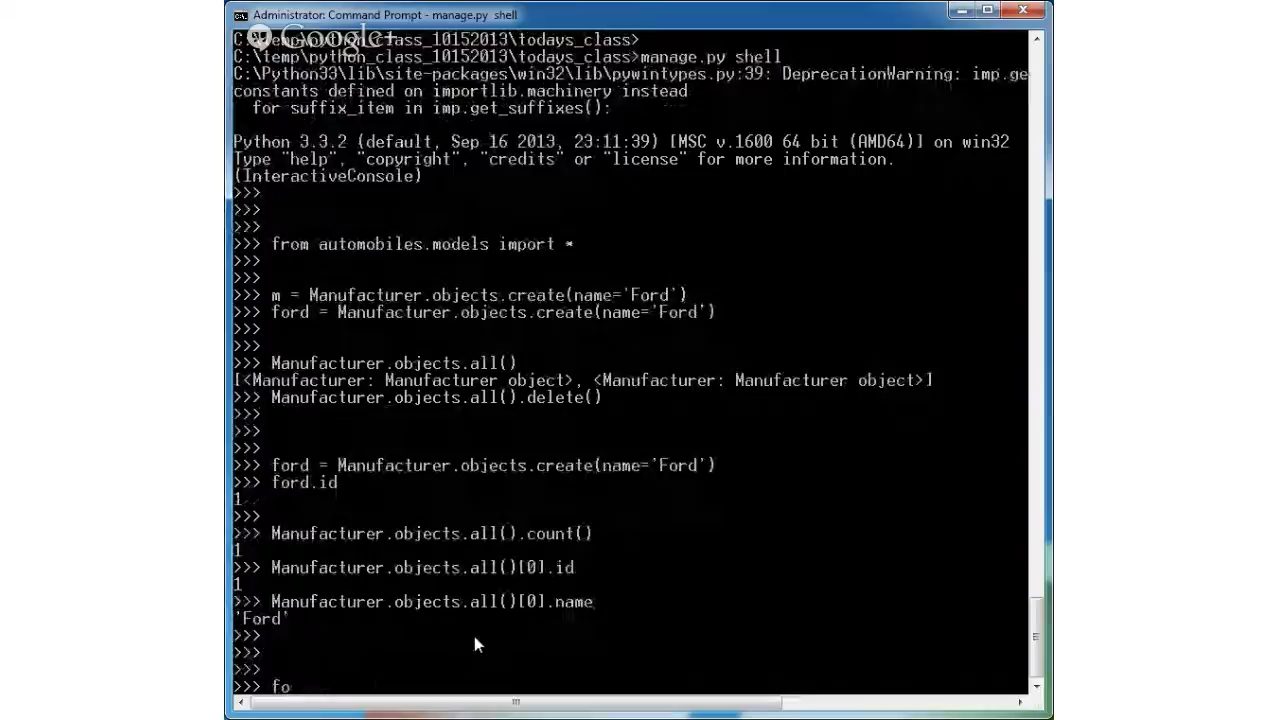 Administrator: Command Prompt - manage.py shell
Google+
C:\temp\python_class_10152013\todays_class>
C:\temp\python_class_10152013\todays_class>manage.py shell
C:\Python33\lib\site-packages\win32\lib\pywintypes.py:39: DeprecationWarning: imp.ge
constants defined on importlib.machinery instead
for suffix_item in imp.get_suffixes():
Python 3.3.2 (default, Sep 16 2013, 23:11:39) [MSC v.1600 64 bit (AMD64)] on win32
Type "help", "copyright", "credits" or "license" for more information.
(InteractiveConsole)
>>>
>>>
>>>
>>> from automobiles.models import *
>>>
>>>
>>> m = Manufacturer.objects.create(name='Ford')
>>> ford = Manufacturer.objects.create(name='Ford')
>>>
>>>
>>> Manufacturer.objects.all()
[<Manufacturer: Manufacturer object>, <Manufacturer: Manufacturer object>]
>>> Manufacturer.objects.all().delete()
>>>
>>>
>>>
>>> ford = Manufacturer.objects.create(name='Ford')
>>> ford.id
1
>>>
>>> Manufacturer.objects.all().count()
1
>>> Manufacturer.objects.all()[0].id
1
>>> Manufacturer.objects.all()[0].name
'Ford'
>>>
>>>
>>>
>>> fo